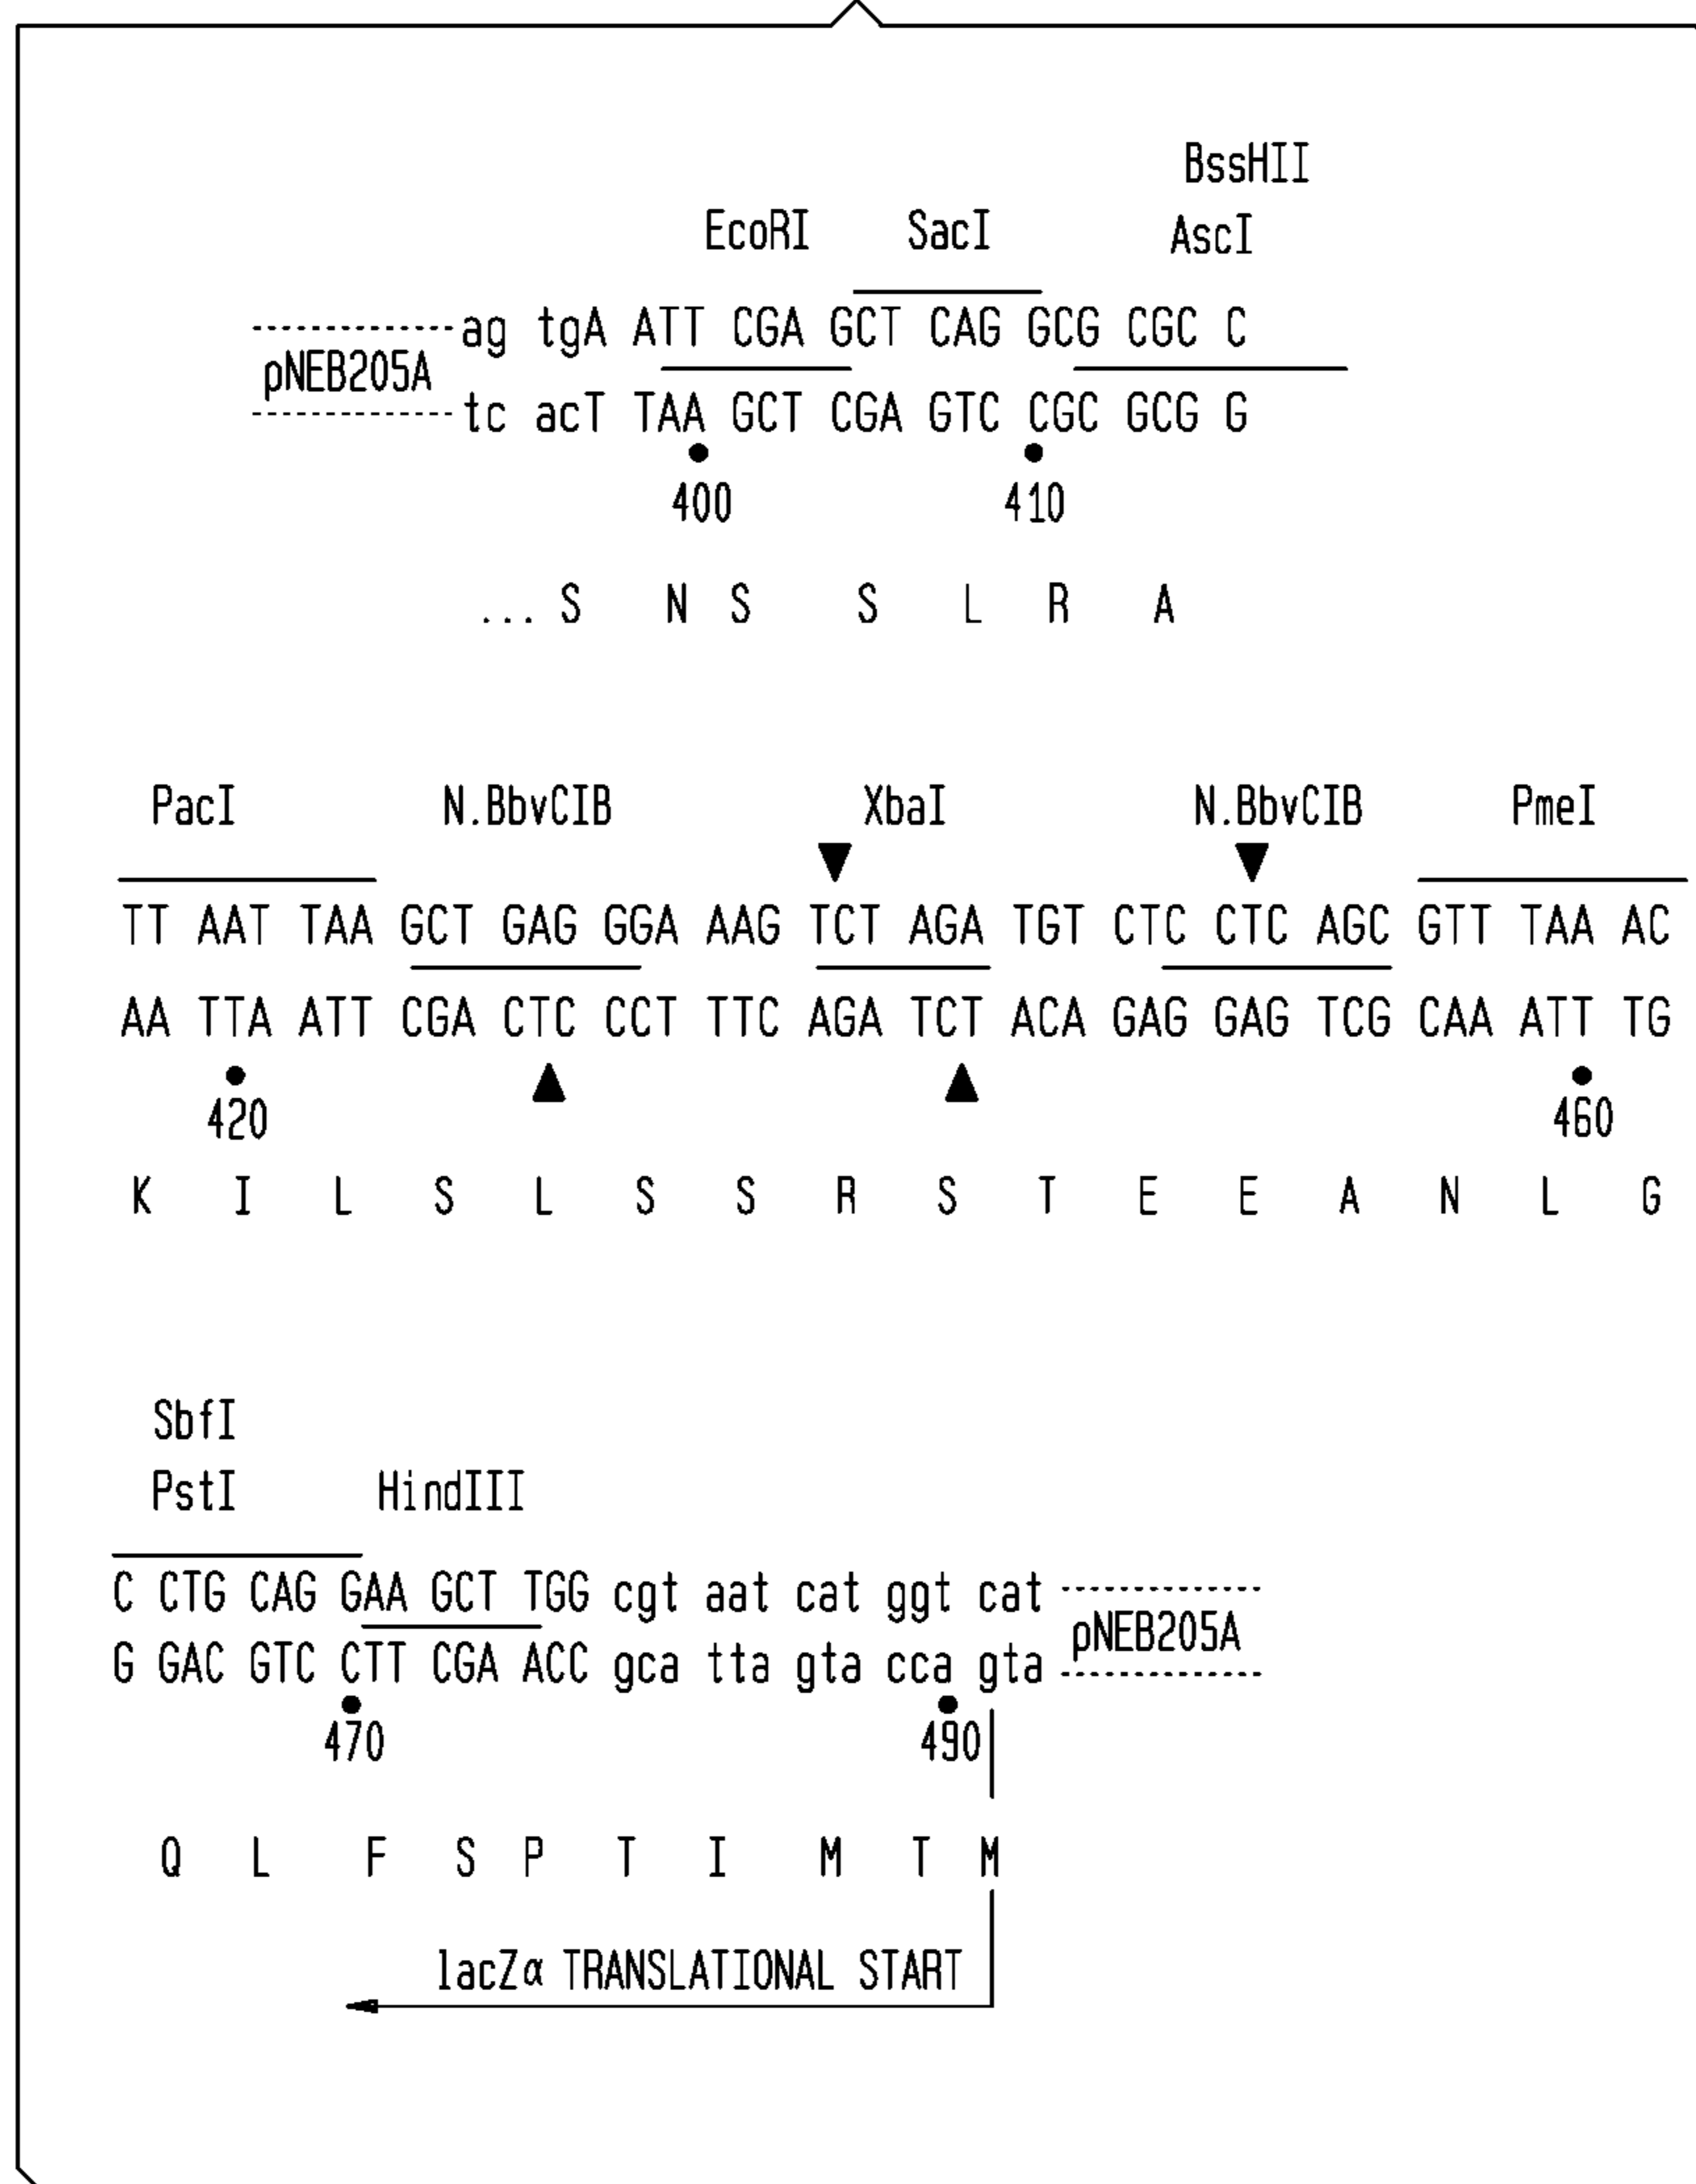 BssHII
EcoRI SacI AscI
ag tgA ATT CGA GCT CAG GCG CGC C
pNEB205A
tc acT TAA GCT CGA GTC CGC GCG G
400 410
... S N S S L R A
PacI N.BbvCIB XbaI N.BbvCIB PmeI
TT AAT TAA GCT GAG GGA AAG TCT AGA TGT CTC CTC AGC GTT TAA AC
AA TTA ATT CGA CTC CCT TTC AGA TCT ACA GAG GAG TCG CAA ATT TG
420 460
K I L S L S S R S T E E A N L G
SbfI
PstI HindIII
C CTG CAG GAA GCT TGG cgt aat cat ggt cat
pNEB205A
G GAC GTC CTT CGA ACC gca tta gta cca gta
470 490
Q L F S P T I M T M
lacZα TRANSLATIONAL START